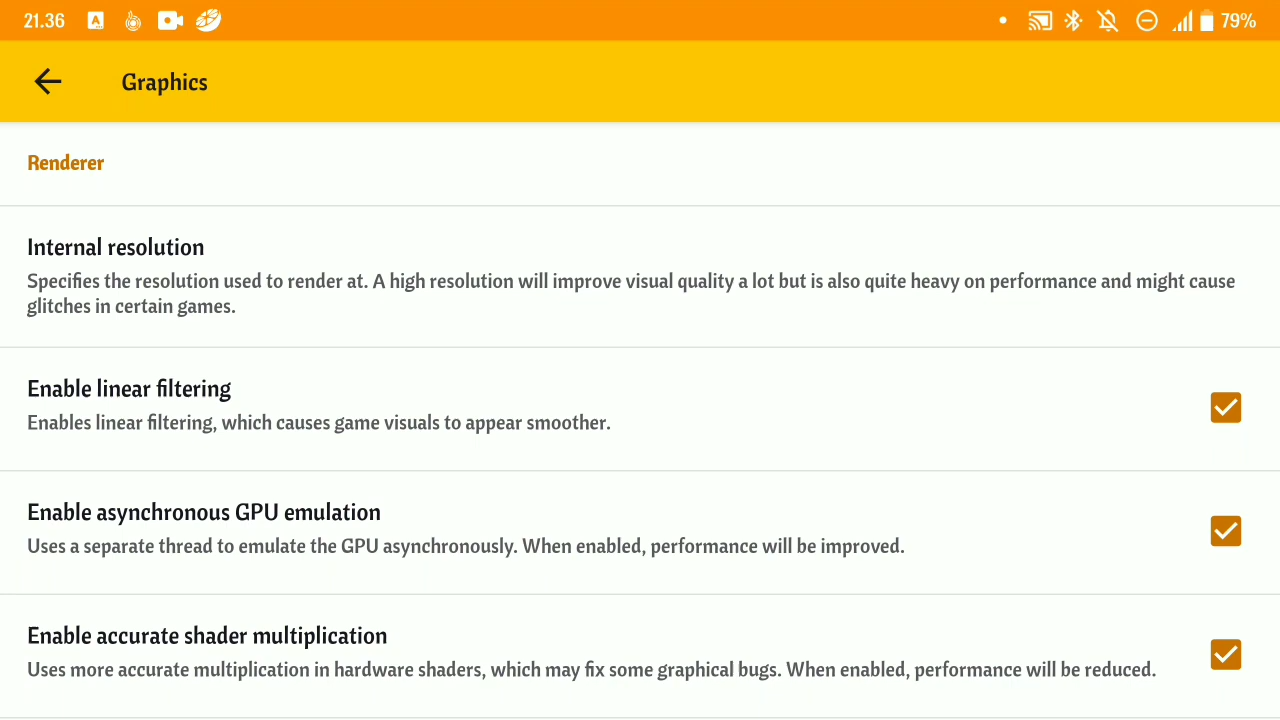 21.36
79%
Graphics
Renderer
Internal resolution
Specifies the resolution used to render at. A high resolution will improve visual quality a lot but is also quite heavy on performance and might cause
glitches in certain games.
Enable linear filtering
Enables linear filtering, which causes game visuals to appear smoother.
Enable asynchronous GPU emulation
Uses a separate thread to emulate the GPU asynchronously. When enabled, performance will be improved.
Enable accurate shader multiplication
Uses more accurate multiplication in hardware shaders, which may fix some graphical bugs. When enabled, performance will be reduced.